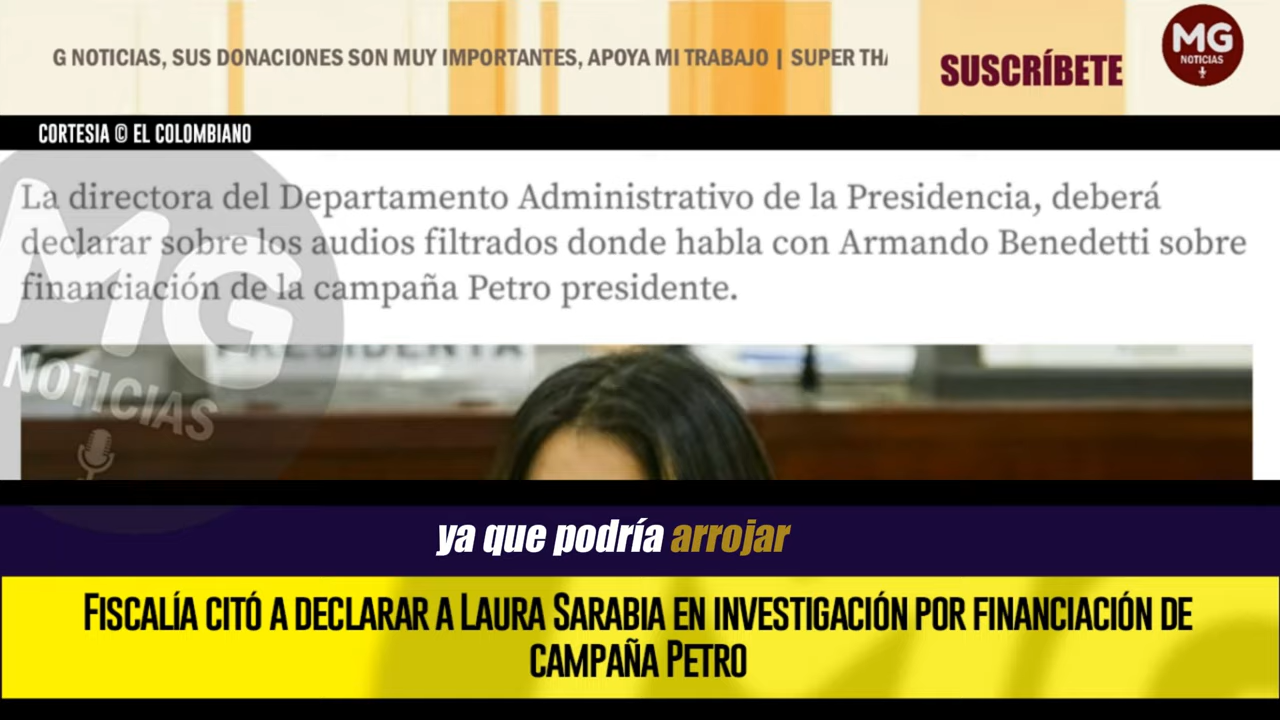 G NOTICIAS, SUS DONACIONES SON MUY IMPORTANTES, APOYA MI TRABAJO | SUPER
SUSCRÍBETE
MG
NOTICIAS
CORTESIA © EL COLOMBIANO
La directora del Departamento Administrativo de la Presidencia, deberá
declarar sobre los audios filtrados donde habla con Armando Benedetti sobre
financiación de la campaña Petro presidente.
MG
NOTICIAS
ya que podría arrojar
FISCALÍA CITÓ A DECLARAR A LAURA SARABIA EN INVESTIGACIÓN POR FINANCIACIÓN DE
CAMPAÑA PETRO